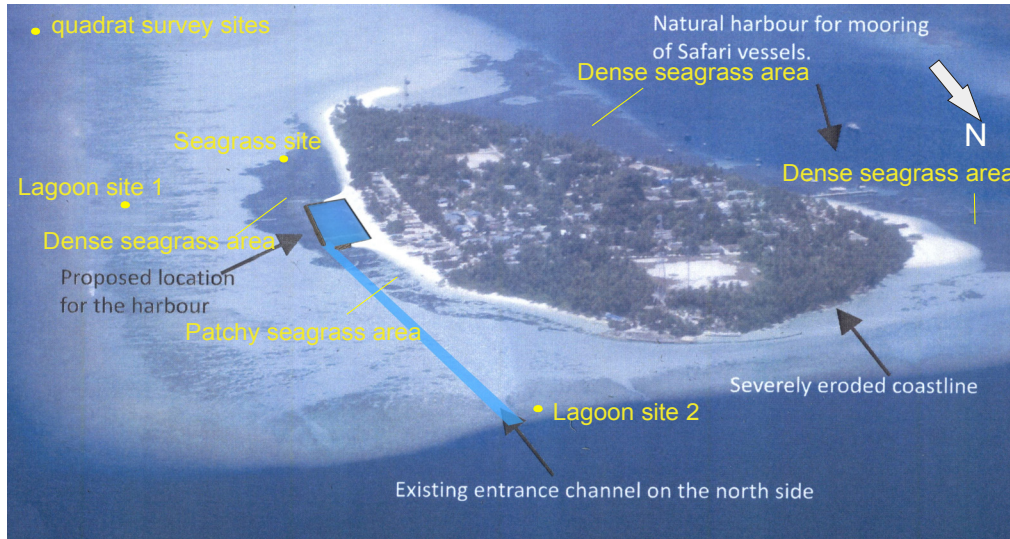 quadrat survey sites
Natural harbour for mooring
of Safari vessels.
Dense seagrass area
N
Seagrass site
Dense seagrass area
Lagoon site 1
Dense seagrass area
Proposed location
for the harbour
Patchy seagrass area
Severely eroded coastline
Lagoon site 2
Existing entrance channel on the north side